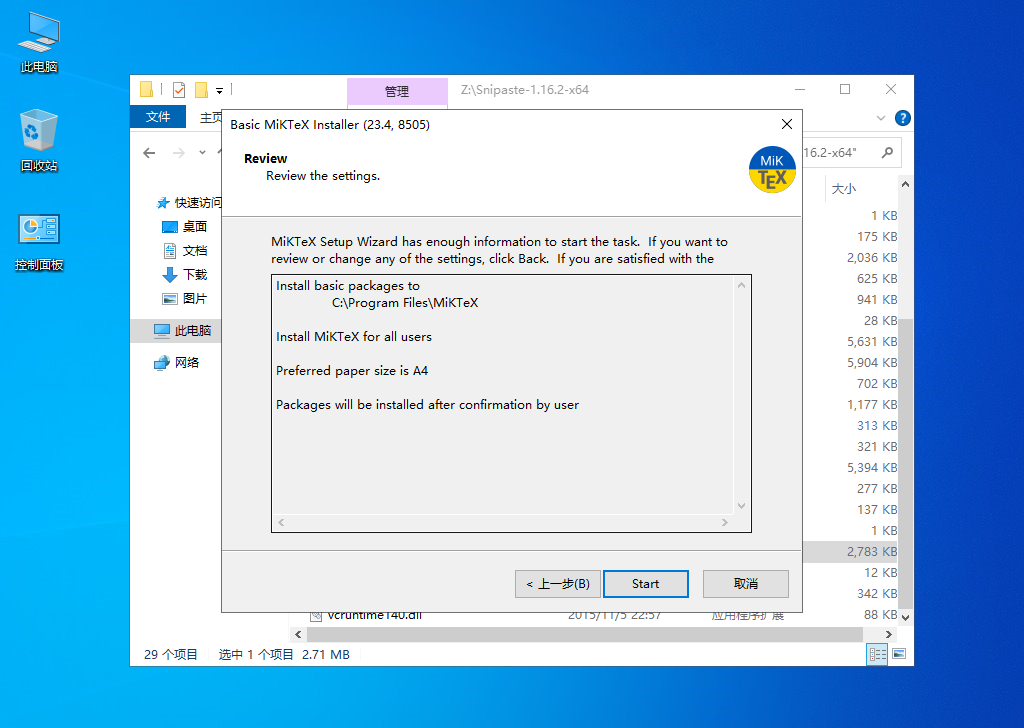 此电脑
回收站
控制面板
管理
Z:\Snipaste-1.16.2-x64
文件
主页
?
16.2-x64"
快速访问
桌面
文档
下载
图片
此电脑
网络
Basic MiKTeX Installer (23.4, 8505)
Review
Review the settings.
MiK
TEX
MiKTeX Setup Wizard has enough information to start the task. If you want to
review or change any of the settings, click Back. If you are satisfied with the
Install basic packages to
C:\Program Files\MiKTeX
Install MiKTeX for all users
Preferred paper size is A4
Packages will be installed after confirmation by user
< 上一步(B)
Start
取消
大小
1 KB
175 KB
2,036 KB
625 KB
941 KB
28 KB
5,631 KB
5,904 KB
702 KB
1,177 KB
313 KB
321 KB
5,394 KB
277 KB
137 KB
1 KB
2,783 KB
12 KB
342 KB
vcruntime140.dll 2015/11/5 22:57 应用程序扩展 88 KB
29 个项目 选中 1 个项目 2.71 MB